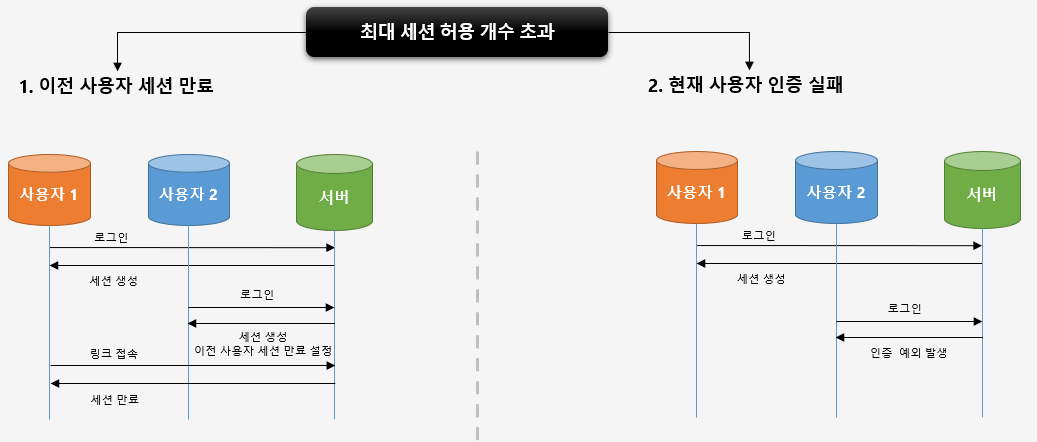 최대 세션 허용 개수 초과
1. 이전 사용자 세션 만료
사용자 1
사용자 2
서버
로그인
세션 생성
로그인
세션 생성
이전 사용자 세션 만료 설정
링크 접속
세션 만료
2. 현재 사용자 인증 실패
사용자 1
사용자 2
서버
로그인
세션 생성
로그인
인증 예외 발생